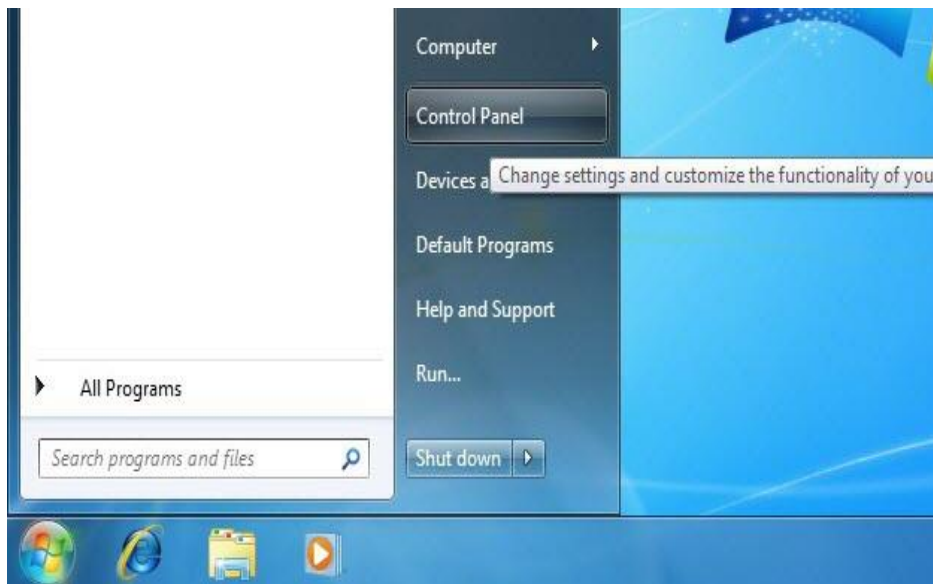 Computer
Control Panel
Devices a
Change settings and customize the functionality of you
Default Programs
Help and Support
Run...
All Programs
Search programs and files
Shut down